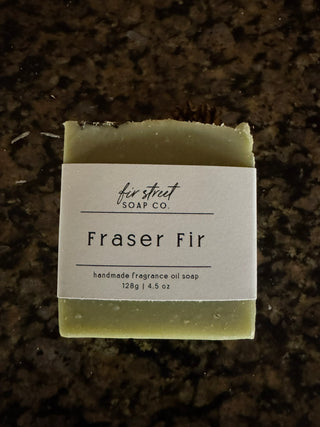 fir street
SOAP CO.
Fraser Fir
handmade fragrance oil soap
128g | 4.5 oz